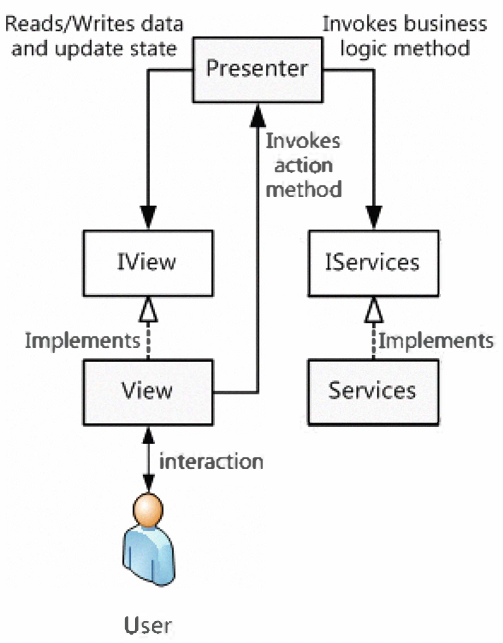 Reads/Writes data
and update state
Invokes business
logic method
Presenter
Invokes
action
method
IView
IServices
Implements
Implements
View
Services
interaction
User